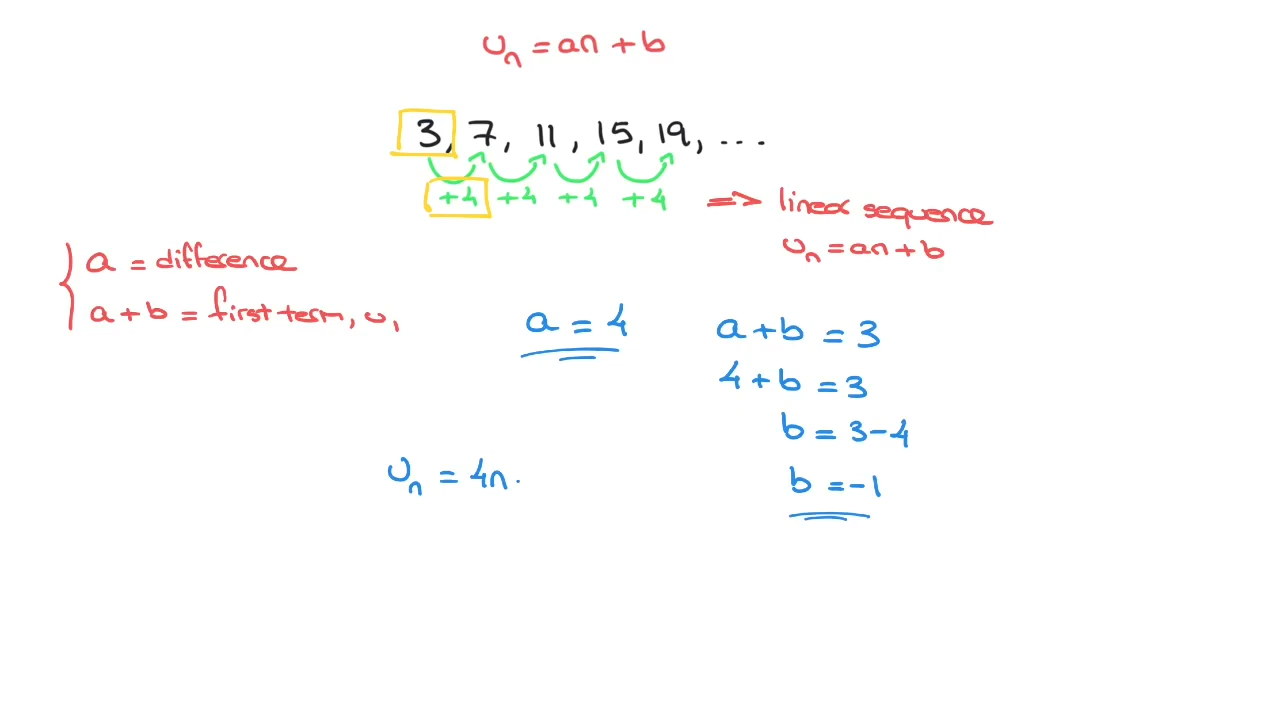 Un = an + b
3, 7, 11, 15, 19, ...
+4 +4 +4 +4 => linear sequence
Un = an + b
a = difference
a + b = first term, U1
a = 4
a + b = 3
4 + b = 3
b = 3 - 4
b = -1
Un = 4n